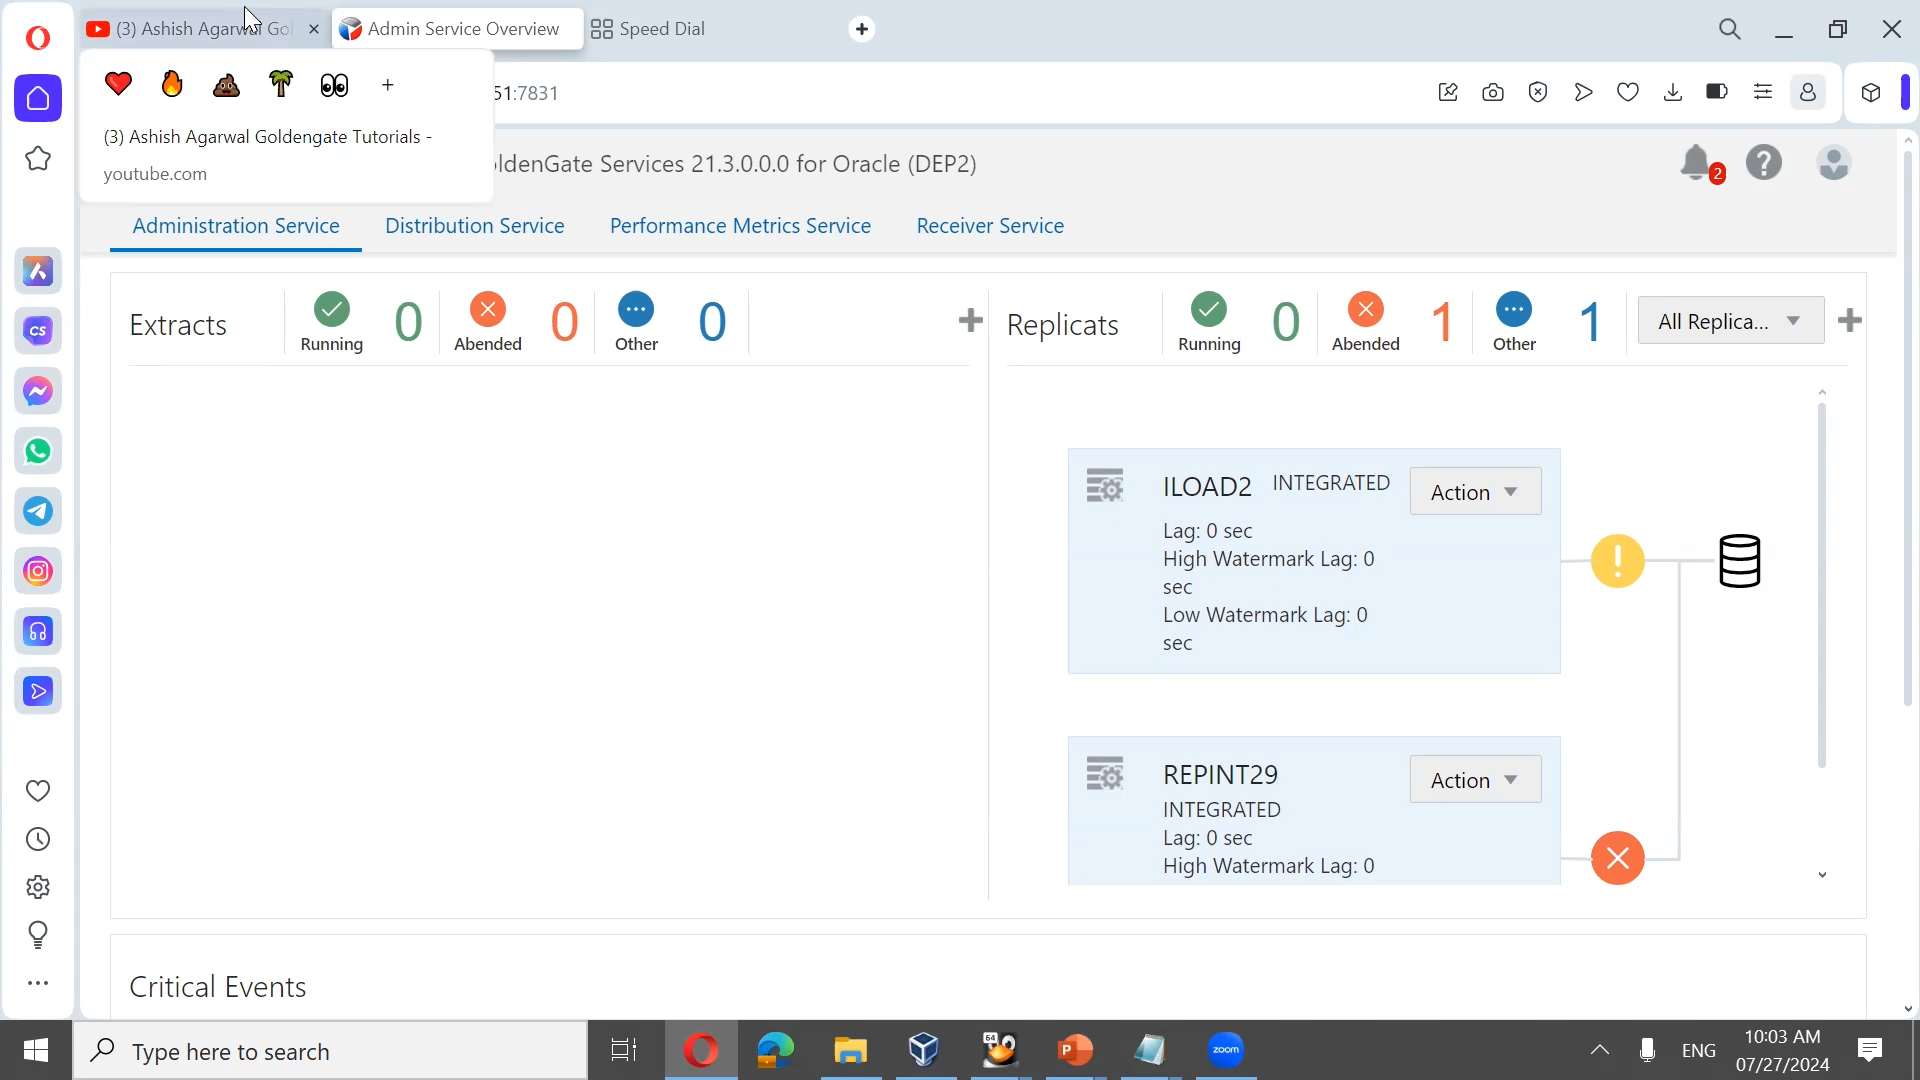 (3) Ashish Agarwal Gol
Admin Service Overview
Speed Dial
51:7831
(3) Ashish Agarwal Goldengate Tutorials -
youtube.com
ldenGate Services 21.3.0.0.0 for Oracle (DEP2)
2
Administration Service
Distribution Service
Performance Metrics Service
Receiver Service
Extracts
Running
0
Abended
0
Other
0
Replicats
Running
0
Abended
1
Other
1
All Replica...
CS
ILOAD2 INTEGRATED
Action
Lag: 0 sec
High Watermark Lag: 0
sec
Low Watermark Lag: 0
sec
REPINT29
Action
INTEGRATED
Lag: 0 sec
High Watermark Lag: 0
Critical Events
Type here to search
64
P
zoom
ENG
10:03 AM
07/27/2024